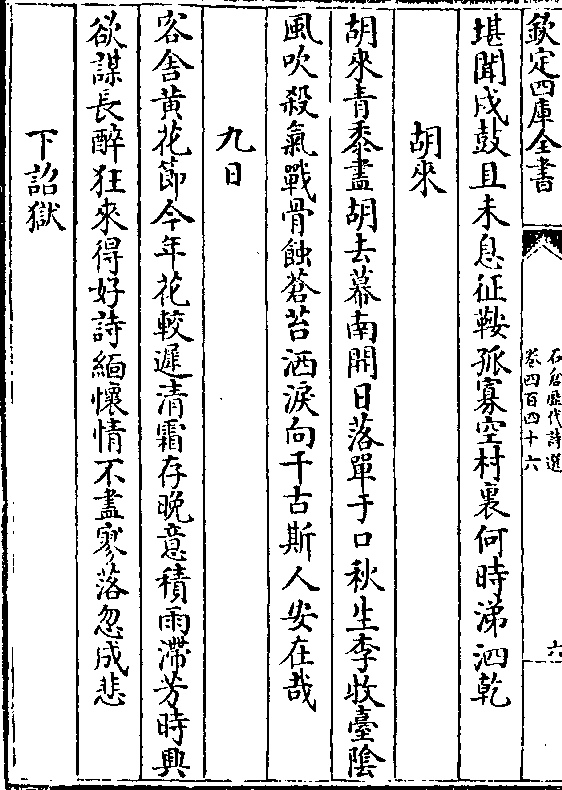 欽定四庫全書
石倉歷代詩選
卷四百四十六
六
堪聞戍鼓且未息征鞍孤寡空村裏何時涕泗乾
胡來
胡來青黍盡胡去幕南開日落單于口秋生李牧臺陰
風吹殺氣戰骨蝕蒼苔洒淚向千古斯人安在哉
九日
客舍黃花節今年花較遲清霜存晚意積雨滯芳時興
欲謀長醉狂來得好詩緬懷情不盡寥落忽成悲
下詔獄